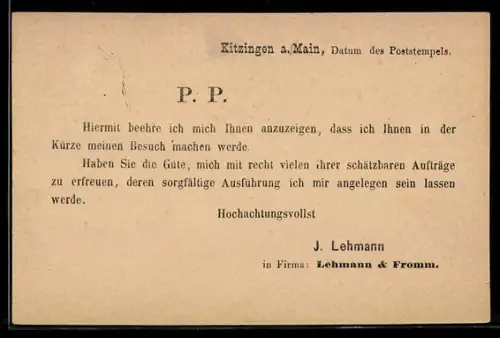 Kitzingen a./Main, Datum des Poststempels.
P. P.
Hiermit beehre ich mich Ihnen anzuzeigen, dass ich Ihnen in der
Kürze meinen Besuch machen werde.
Haben Sie die Güte, mich mit recht vielen ihrer schätzbaren Aufträge
zu erfreuen, deren sorgfältige Ausführung ich mir angelegen sein lassen
werde.
Hochachtungsvollst
J. Lehmann
in Firma: Lehmann & Fromm.